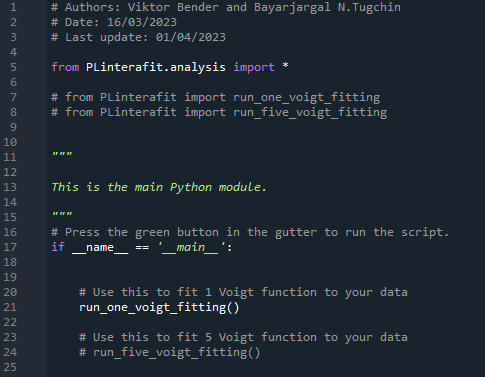 1 # Authors: Viktor Bender and Bayarjargal N.Tugchin
2 # Date: 16/03/2023
3 # Last update: 01/04/2023
4
5 from PLinterafit.analysis import *
6
7 # from PLinterafit import run_one_voigt_fitting
8 # from PLinterafit import run_five_voigt_fitting
9
10
11 """
12
13 This is the main Python module.
14
15 """
16 # Press the green button in the gutter to run the script.
17 if __name__ == '__main__':
18
19
20 # Use this to fit 1 Voigt function to your data
21 run_one_voigt_fitting()
22
23 # Use this to fit 5 Voigt function to your data
24 # run_five_voigt_fitting()
25